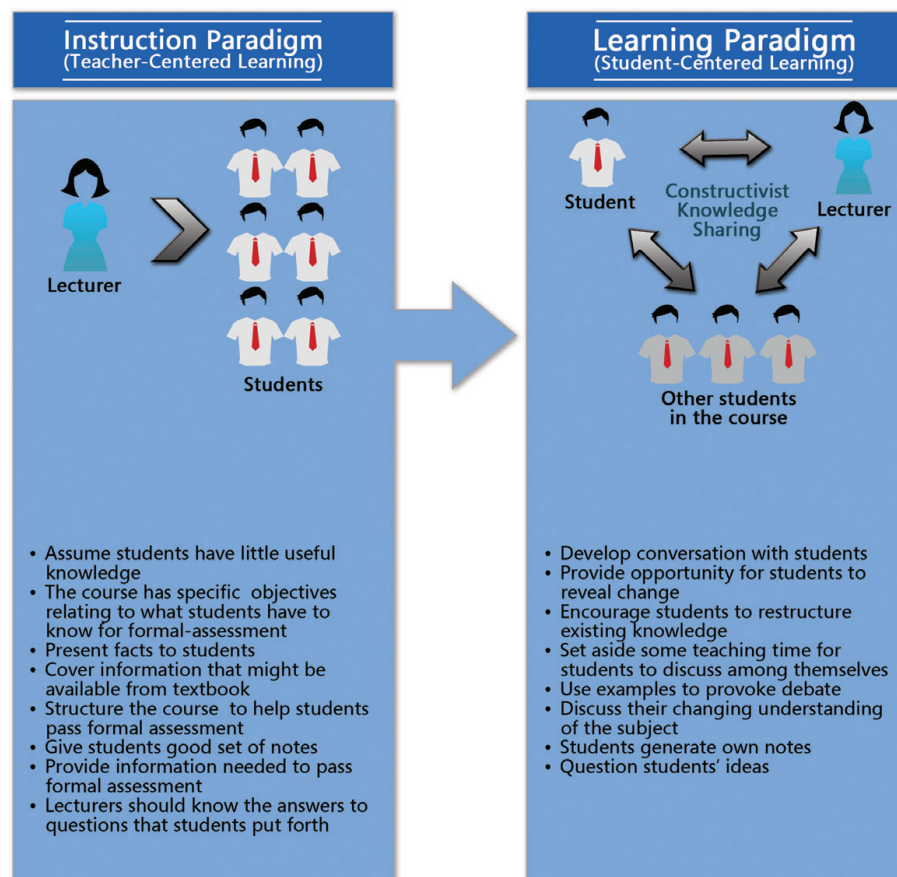 Instruction Paradigm
(Teacher-Centered Learning)
Lecturer
Students
• Assume students have little useful
knowledge
• The course has specific objectives
relating to what students have to
know for formal-assessment
• Present facts to students
• Cover information that might be
available from textbook
• Structure the course to help students
pass formal assessment
• Give students good set of notes
• Provide information needed to pass
formal assessment
• Lecturers should know the answers to
questions that students put forth
Learning Paradigm
(Student-Centered Learning)
Student
Constructivist
Knowledge
Sharing
Lecturer
Other students
in the course
• Develop conversation with students
• Provide opportunity for students to
reveal change
• Encourage students to restructure
existing knowledge
• Set aside some teaching time for
students to discuss among themselves
• Use examples to provoke debate
• Discuss their changing understanding
of the subject
• Students generate own notes
• Question students' ideas